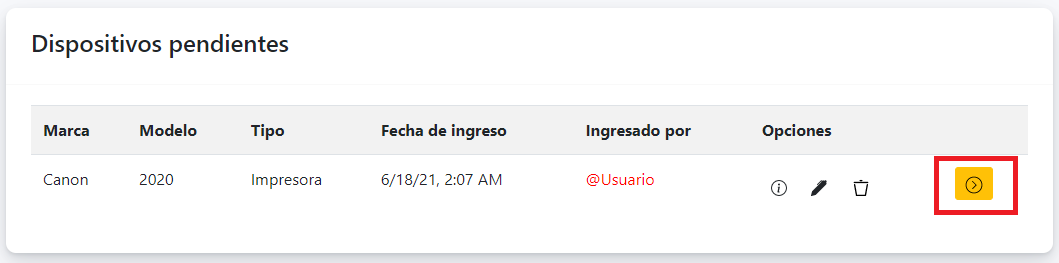 Dispositivos pendientes
Marca Modelo Tipo Fecha de ingreso Ingresado por Opciones
Canon 2020 Impresora 6/18/21, 2:07 AM @Usuario